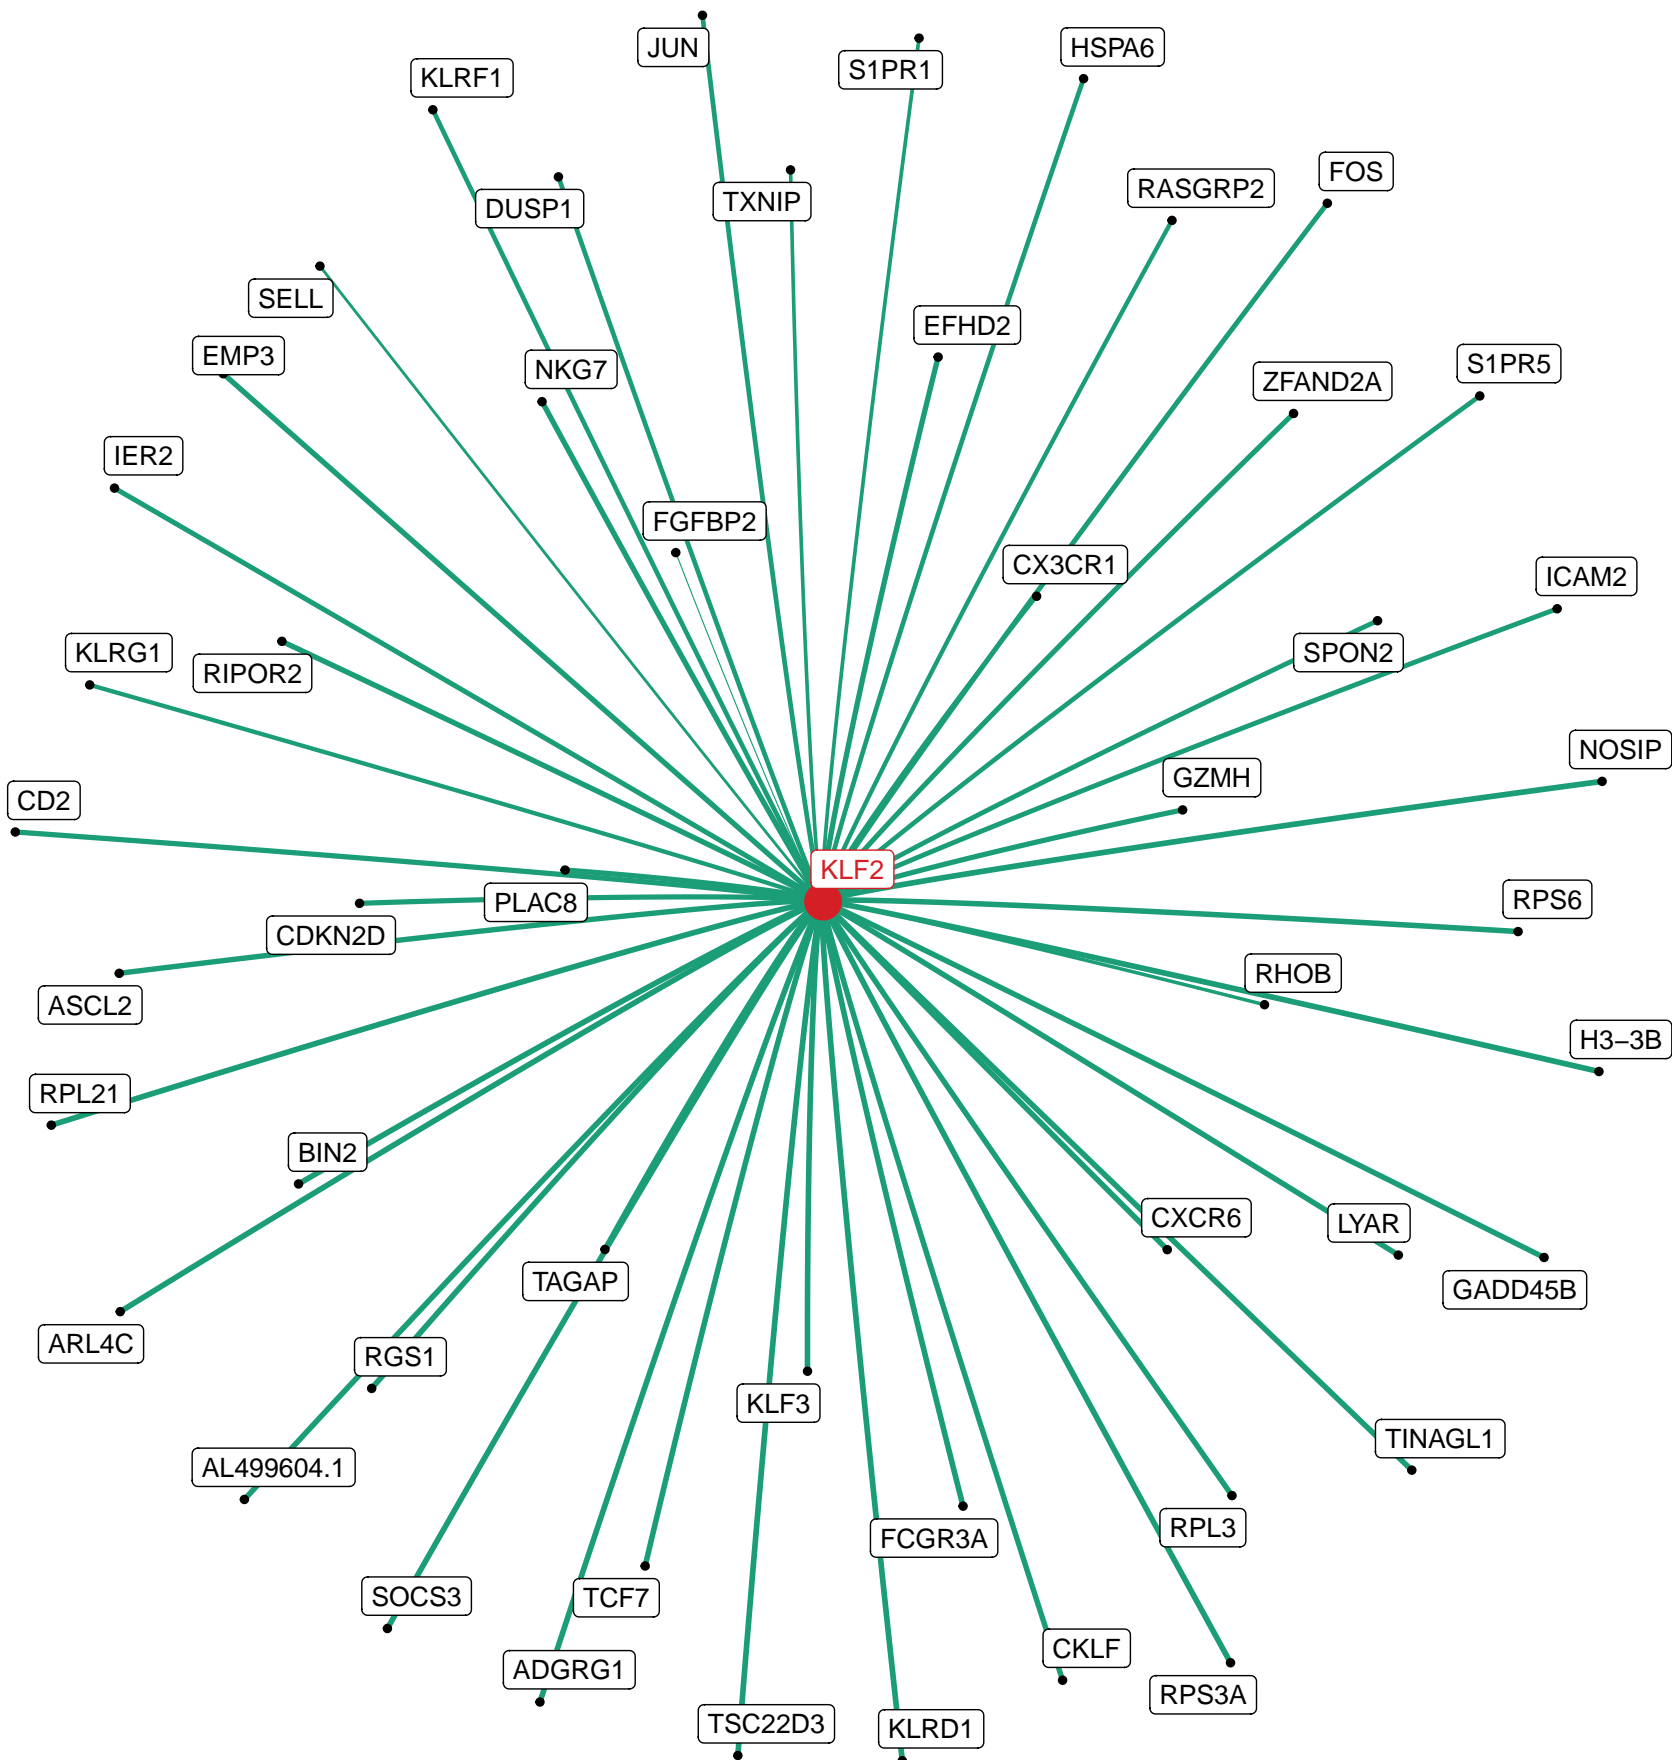 JUN
S1PR1
HSPA6
KLRF1
FOS
RASGRP2
DUSP1
TXNIP
SELL
EFHD2
EMP3
S1PR5
NKG7
ZFAND2A
IER2
FGFBP2
CX3CR1
ICAM2
KLRG1
SPON2
RIPOR2
NOSIP
GZMH
CD2
KLF2
RPS6
PLAC8
CDKN2D
RHOB
ASCL2
H3−3B
RPL21
BIN2
CXCR6
LYAR
TAGAP
GADD45B
ARL4C
RGS1
KLF3
TINAGL1
AL499604.1
RPL3
FCGR3A
SOCS3
TCF7
CKLF
ADGRG1
RPS3A
TSC22D3
KLRD1